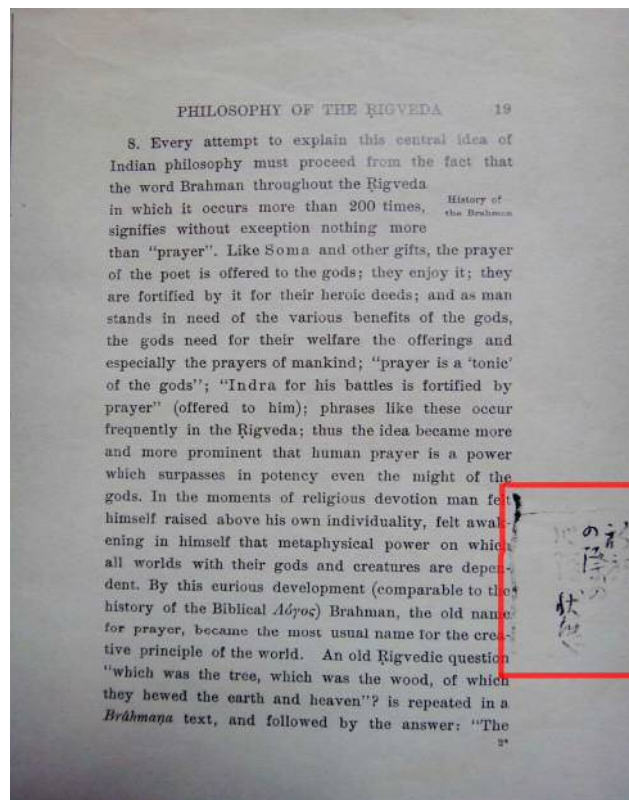 PHILOSOPHY OF THE ṚIGVEDA 19
8. Every attempt to explain this central idea of
Indian philosophy must proceed from the fact that
the word Brahman throughout the Ṛigveda
in which it occurs more than 200 times,
signifies without exception nothing more
History of
the Brahman
than "prayer". Like Soma and other gifts, the prayer
of the poet is offered to the gods; they enjoy it; they
are fortified by it for their heroic deeds; and as man
stands in need of the various benefits of the gods,
the gods need for their welfare the offerings and
especially the prayers of mankind; "prayer is a 'tonic'
of the gods"; "Indra for his battles is fortified by
prayer" (offered to him); phrases like these occur
frequently in the Ṛigveda; thus the idea became more
and more prominent that human prayer is a power
which surpasses in potency even the might of the
gods. In the moments of religious devotion man felt
himself raised above his own individuality, felt awak-
ening in himself that metaphysical power on which
all worlds with their gods and creatures are depen-
dent. By this curious development (comparable to the
history of the Biblical Λόγος) Brahman, the old name
for prayer, became the most usual name for the crea-
tive principle of the world. An old Ṛigvedic question
"which was the tree, which was the wood, of which
they hewed the earth and heaven"? is repeated in a
Brâhmaṇa text, and followed by the answer: "The
2*